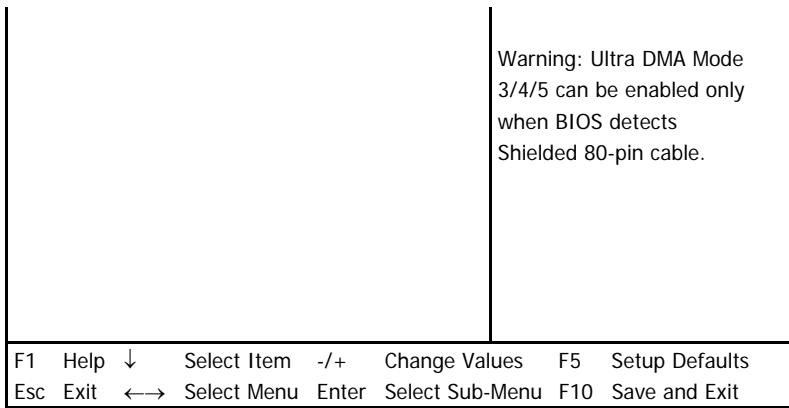 Warning: Ultra DMA Mode
3/4/5 can be enabled only
when BIOS detects
Shielded 80-pin cable.
F1 Help ↓ Select Item -/+ Change Values F5 Setup Defaults
Esc Exit ←→ Select Menu Enter Select Sub-Menu F10 Save and Exit